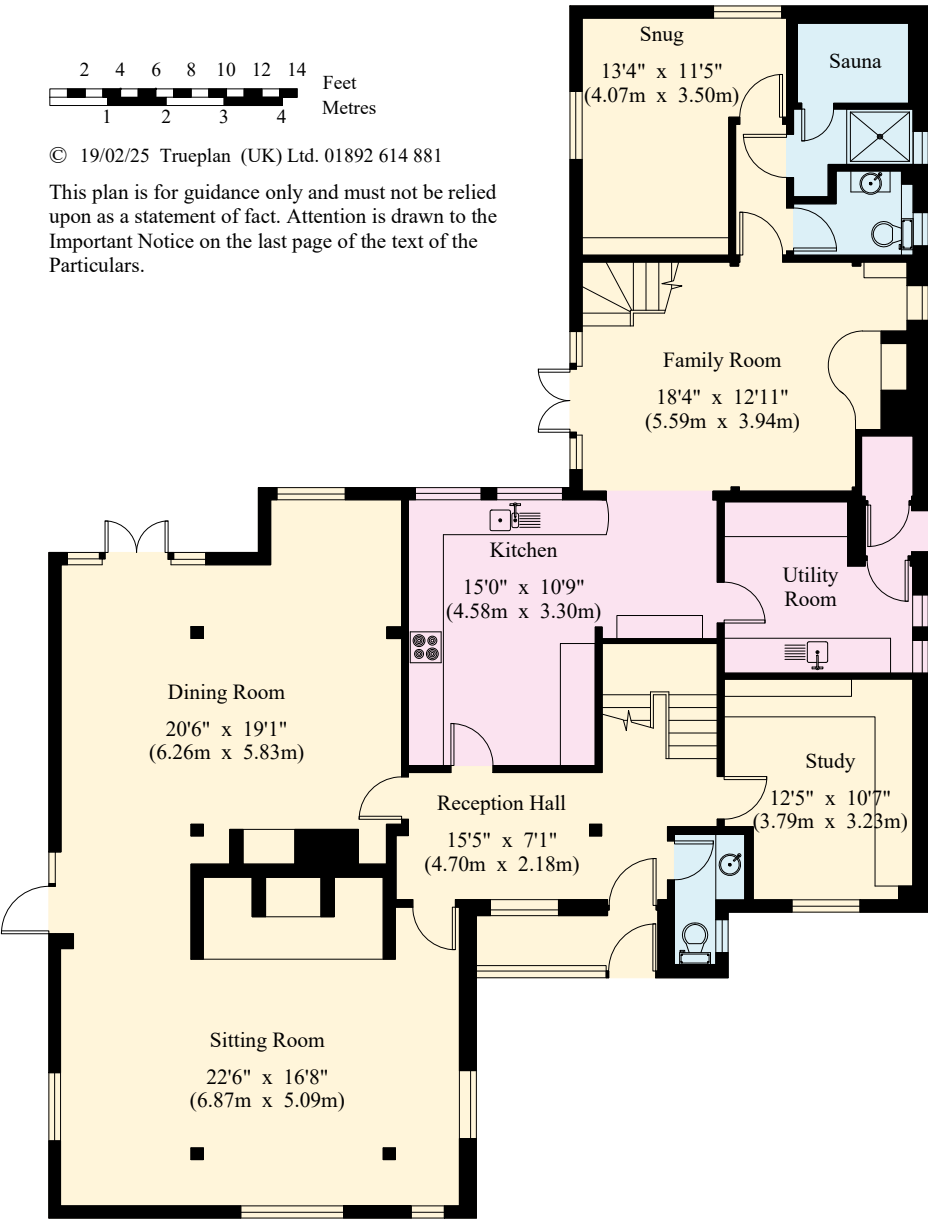 2 4 6 8 10 12 14
Feet
Metres
1 2 3 4
© 19/02/25 Trueplan (UK) Ltd. 01892 614 881
This plan is for guidance only and must not be relied
upon as a statement of fact. Attention is drawn to the
Important Notice on the last page of the text of the
Particulars.
Snug
13'4" x 11'5"
(4.07m x 3.50m)
Sauna
Family Room
18'4" x 12'11"
(5.59m x 3.94m)
Kitchen
15'0" x 10'9"
(4.58m x 3.30m)
Utility
Room
Dining Room
20'6" x 19'1"
(6.26m x 5.83m)
Study
12'5" x 10'7"
(3.79m x 3.23m)
Reception Hall
15'5" x 7'1"
(4.70m x 2.18m)
Sitting Room
22'6" x 16'8"
(6.87m x 5.09m)